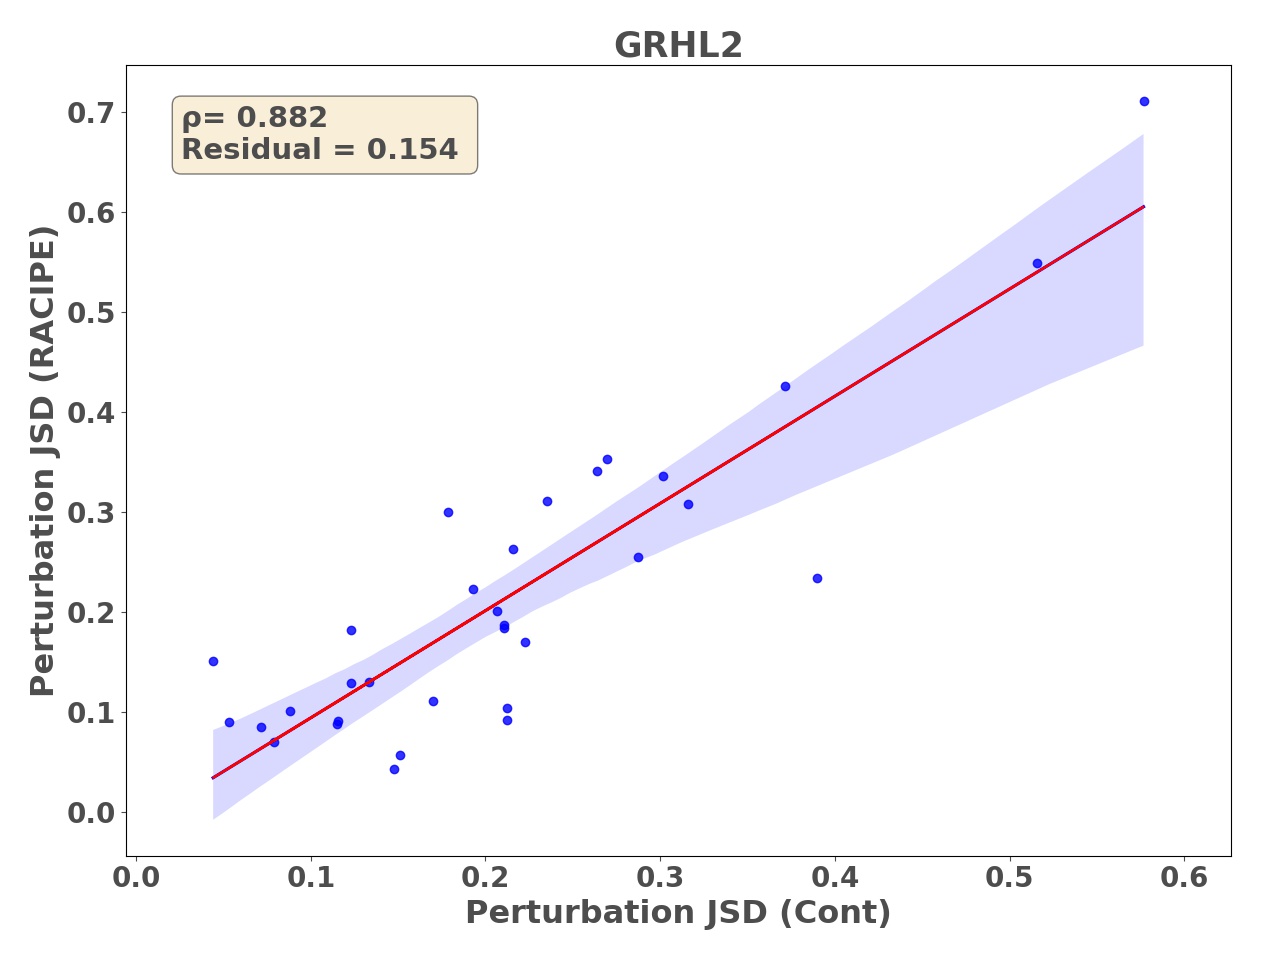 GRHL2
ρ= 0.882
Residual = 0.154
Perturbation JSD (RACIPE)
0.7
0.6
0.5
0.4
0.3
0.2
0.1
0.0
0.0 0.1 0.2 0.3 0.4 0.5 0.6
Perturbation JSD (Cont)